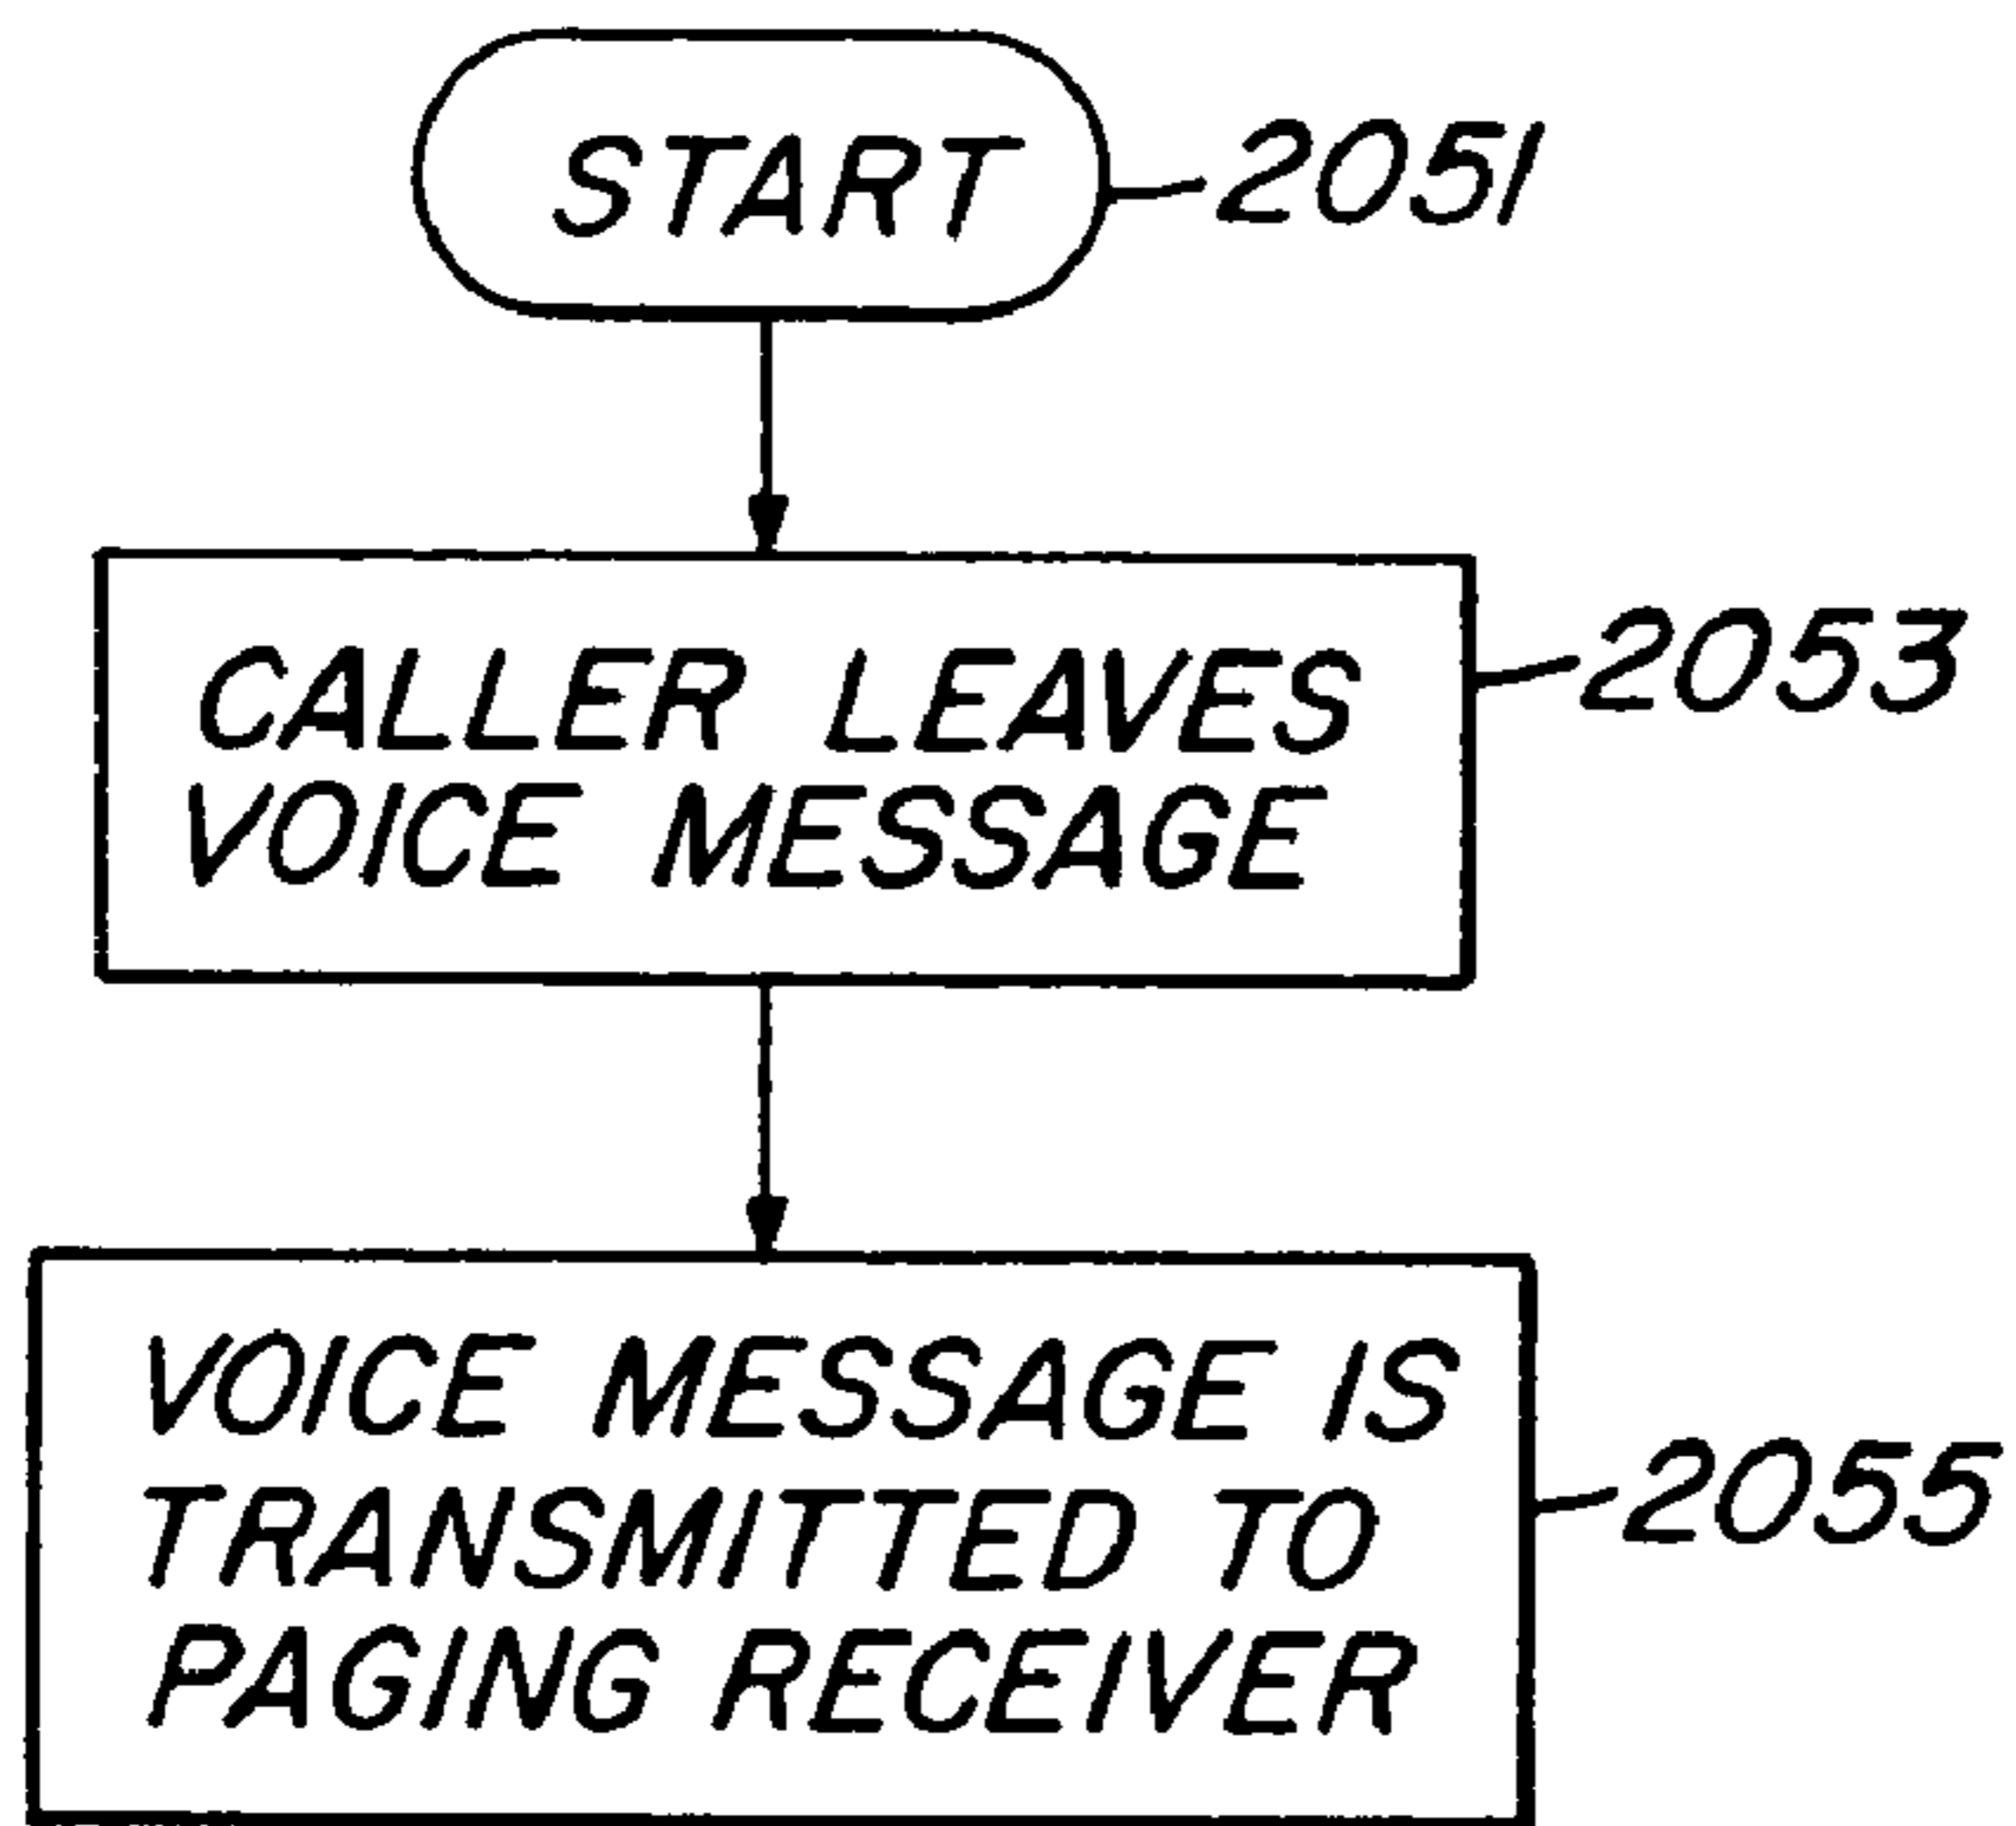 START
2051
CALLER LEAVES
VOICE MESSAGE
2053
VOICE MESSAGE IS
TRANSMITTED TO
PAGING RECEIVER
2055